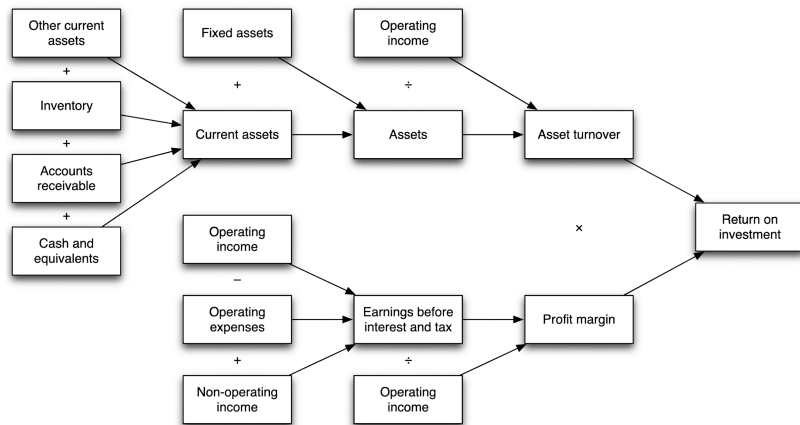 Other current
assets
+
Inventory
+
Accounts
receivable
+
Cash and
equivalents
Fixed assets
+
Current assets
Operating
income
÷
Assets
Asset turnover
Operating
income
−
Operating
expenses
+
Non-operating
income
Earnings before
interest and tax
÷
Operating
income
×
Profit margin
Return on
investment